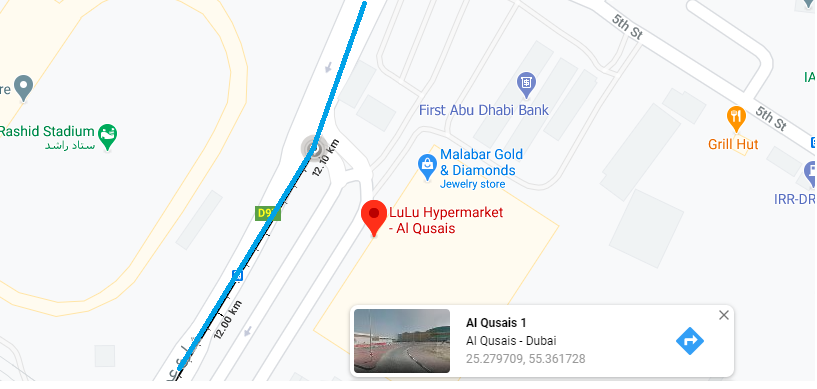 5th St
re
First Abu Dhabi Bank
5th St
Rashid Stadium
ستاد راشد
Grill Hut
12.10 km
Malabar Gold
& Diamonds
Jewelry store
IA
IRR-DR
LuLu Hypermarket
- Al Qusais
12.00 km
Al Qusais 1
Al Qusais - Dubai
25.279709, 55.361728